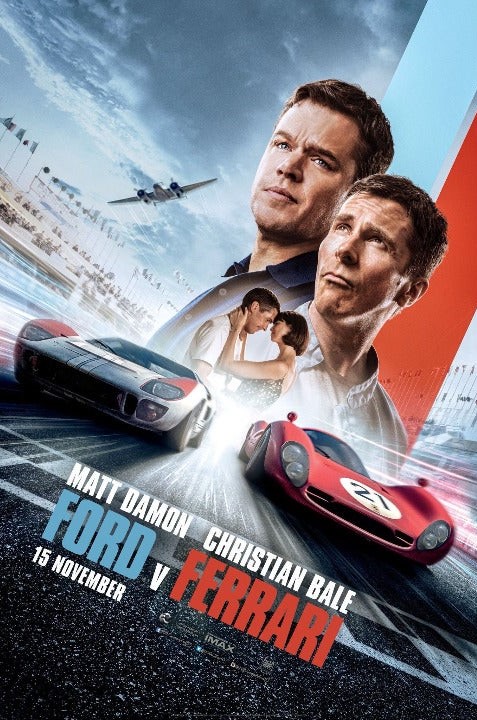 MATT DAMON CHRISTIAN BALE
FORD V FERRARI
15 NOVEMBER
IMAX
21